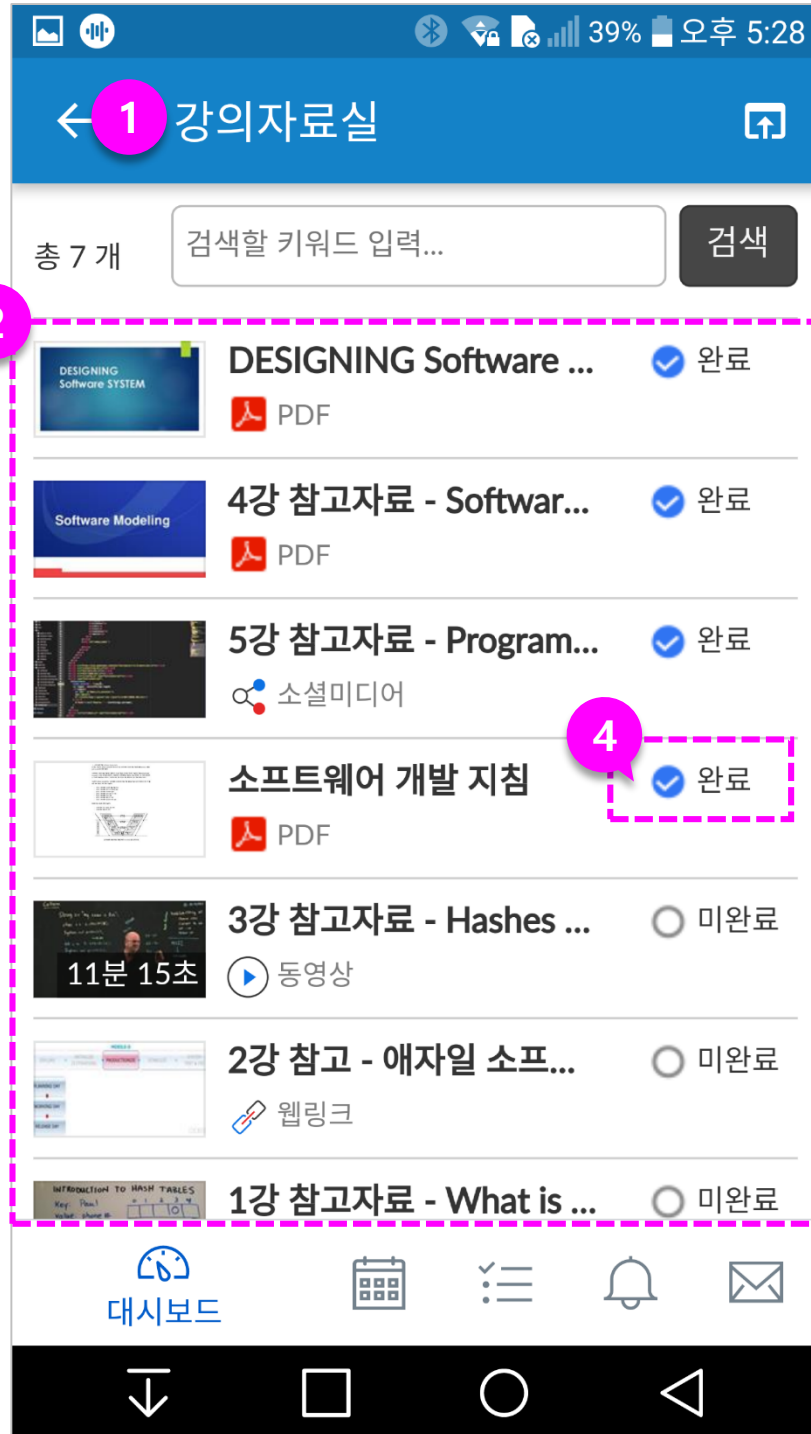 39% 오후 5:28
1 강의자료실
총 7 개 검색할 키워드 입력... 검색
2
DESIGNING Software SYSTEM
DESIGNING Software ... 완료
PDF
Software Modeling
4강 참고자료 - Softwar... 완료
PDF
5강 참고자료 - Program... 완료
소셜미디어
4
소프트웨어 개발 지침 완료
PDF
3강 참고자료 - Hashes ... 미완료
11분 15초 동영상
2강 참고 - 애자일 소프... 미완료
웹링크
INTRODUCTION TO HASH TABLES
1강 참고자료 - What is ... 미완료
대시보드